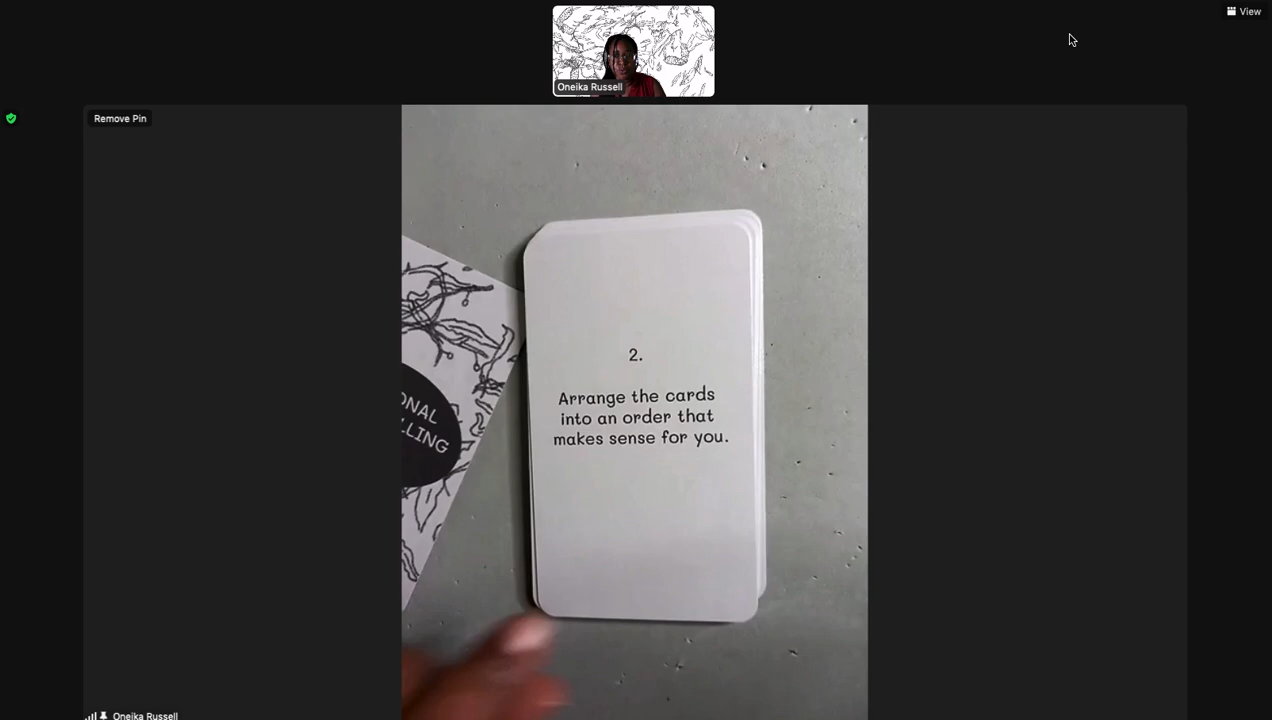 View
Oneika Russell
Remove Pin
2.
Arrange the cards
into an order that
makes sense for you.
ONAL
LLING
Oneika Russell